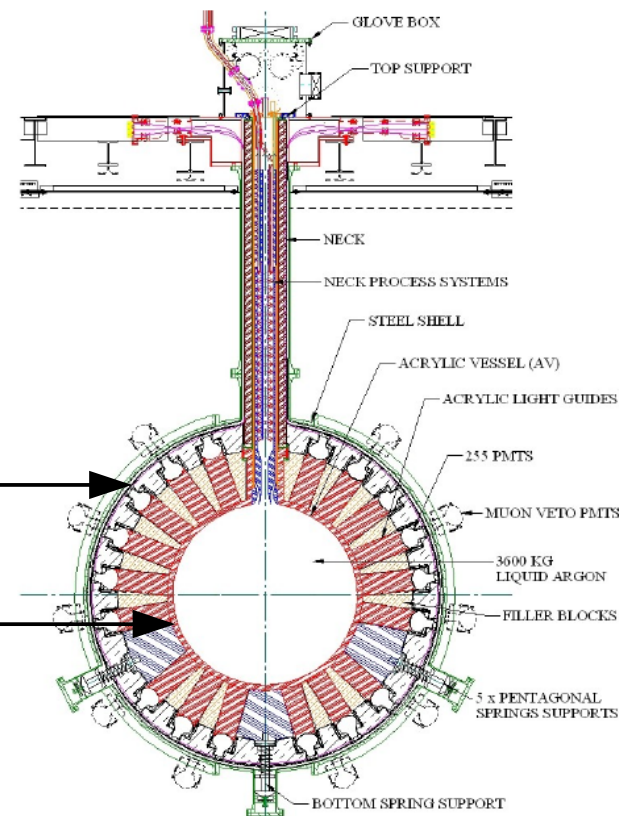 GLOVE BOX
TOP SUPPORT
NECK
NECK PROCESS SYSTEMS
STEEL SHELL
ACRYLIC VESSEL (AV)
ACRYLIC LIGHT GUIDES
255 PMTS
MUON VETO PMTS
3600 KG
LIQUID ARGON
FILLER BLOCKS
5 x PENTAGONAL
SPRINGS SUPPORTS
BOTTOM SPRING SUPPORT